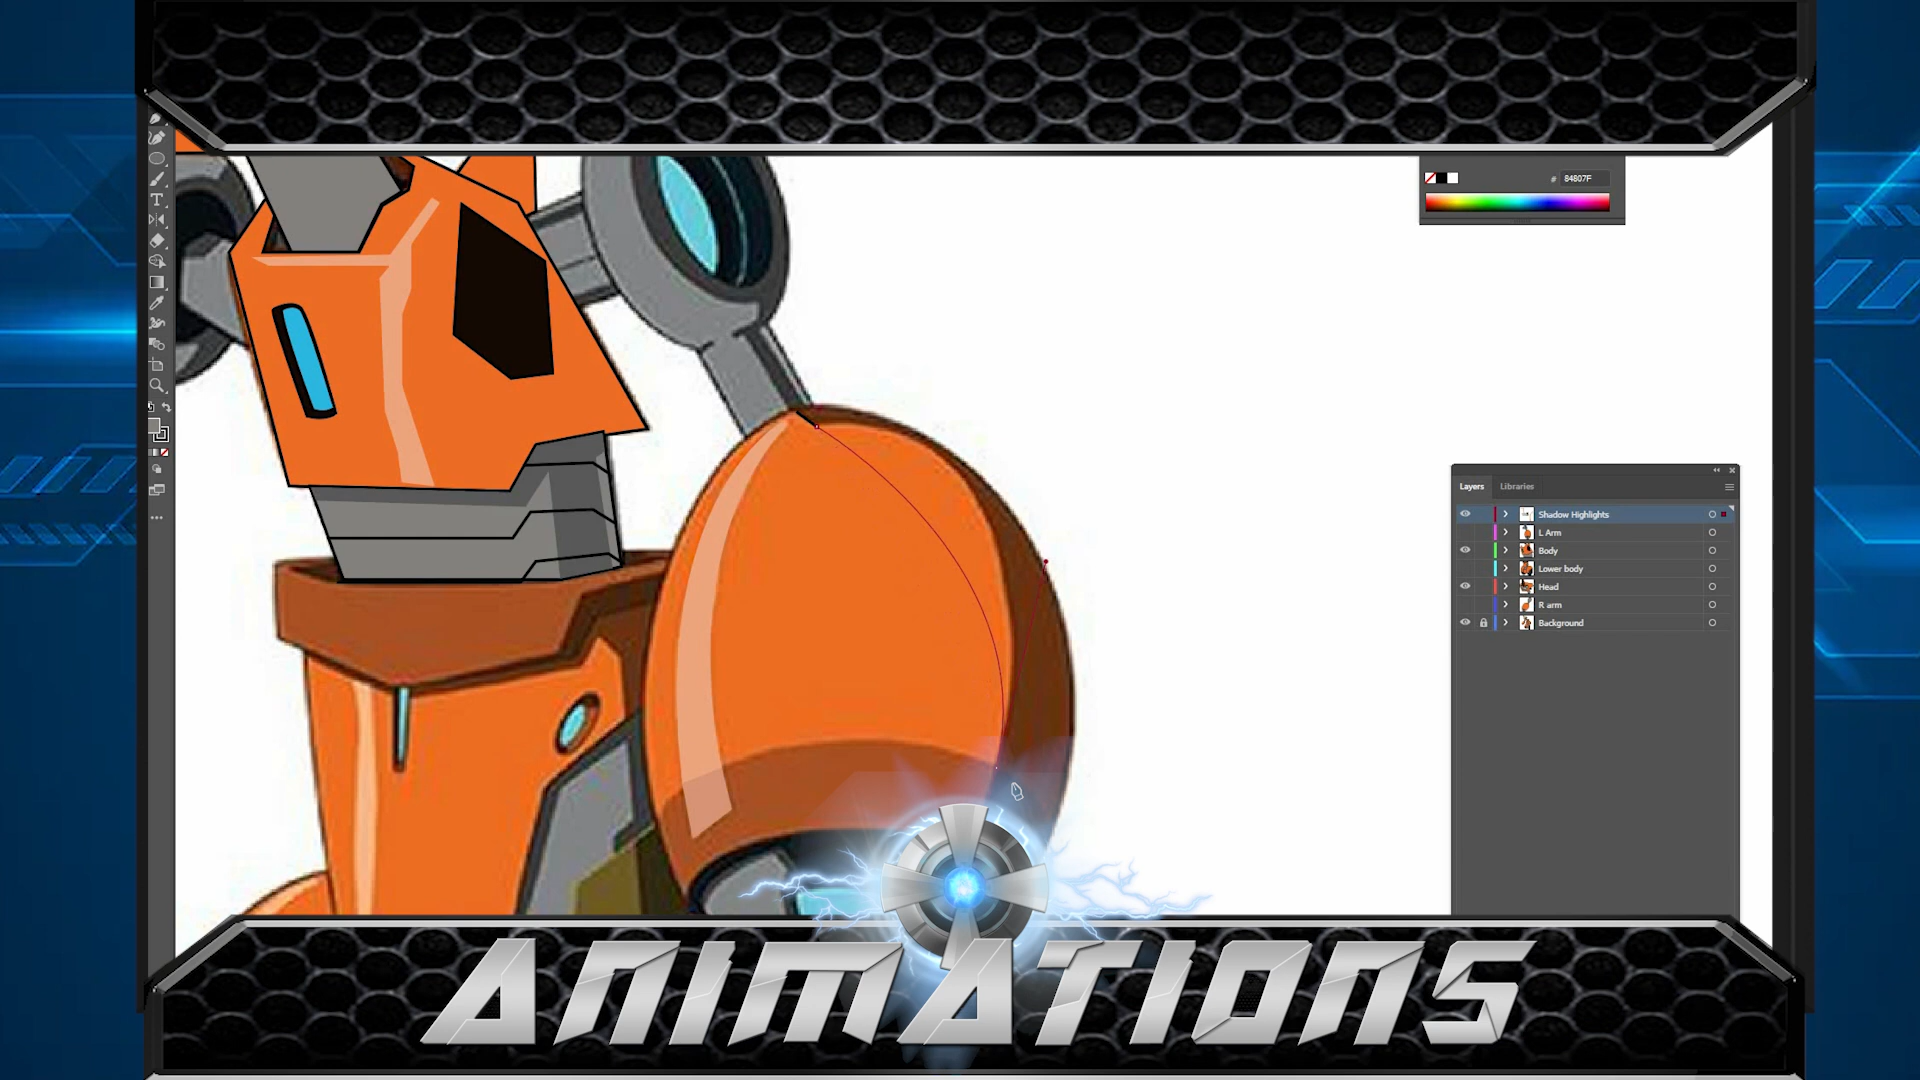 # 84807F
Layers Libraries
Shadow Highlights
L Arm
Body
Lower body
Head
R arm
Background
ANIMATIONS